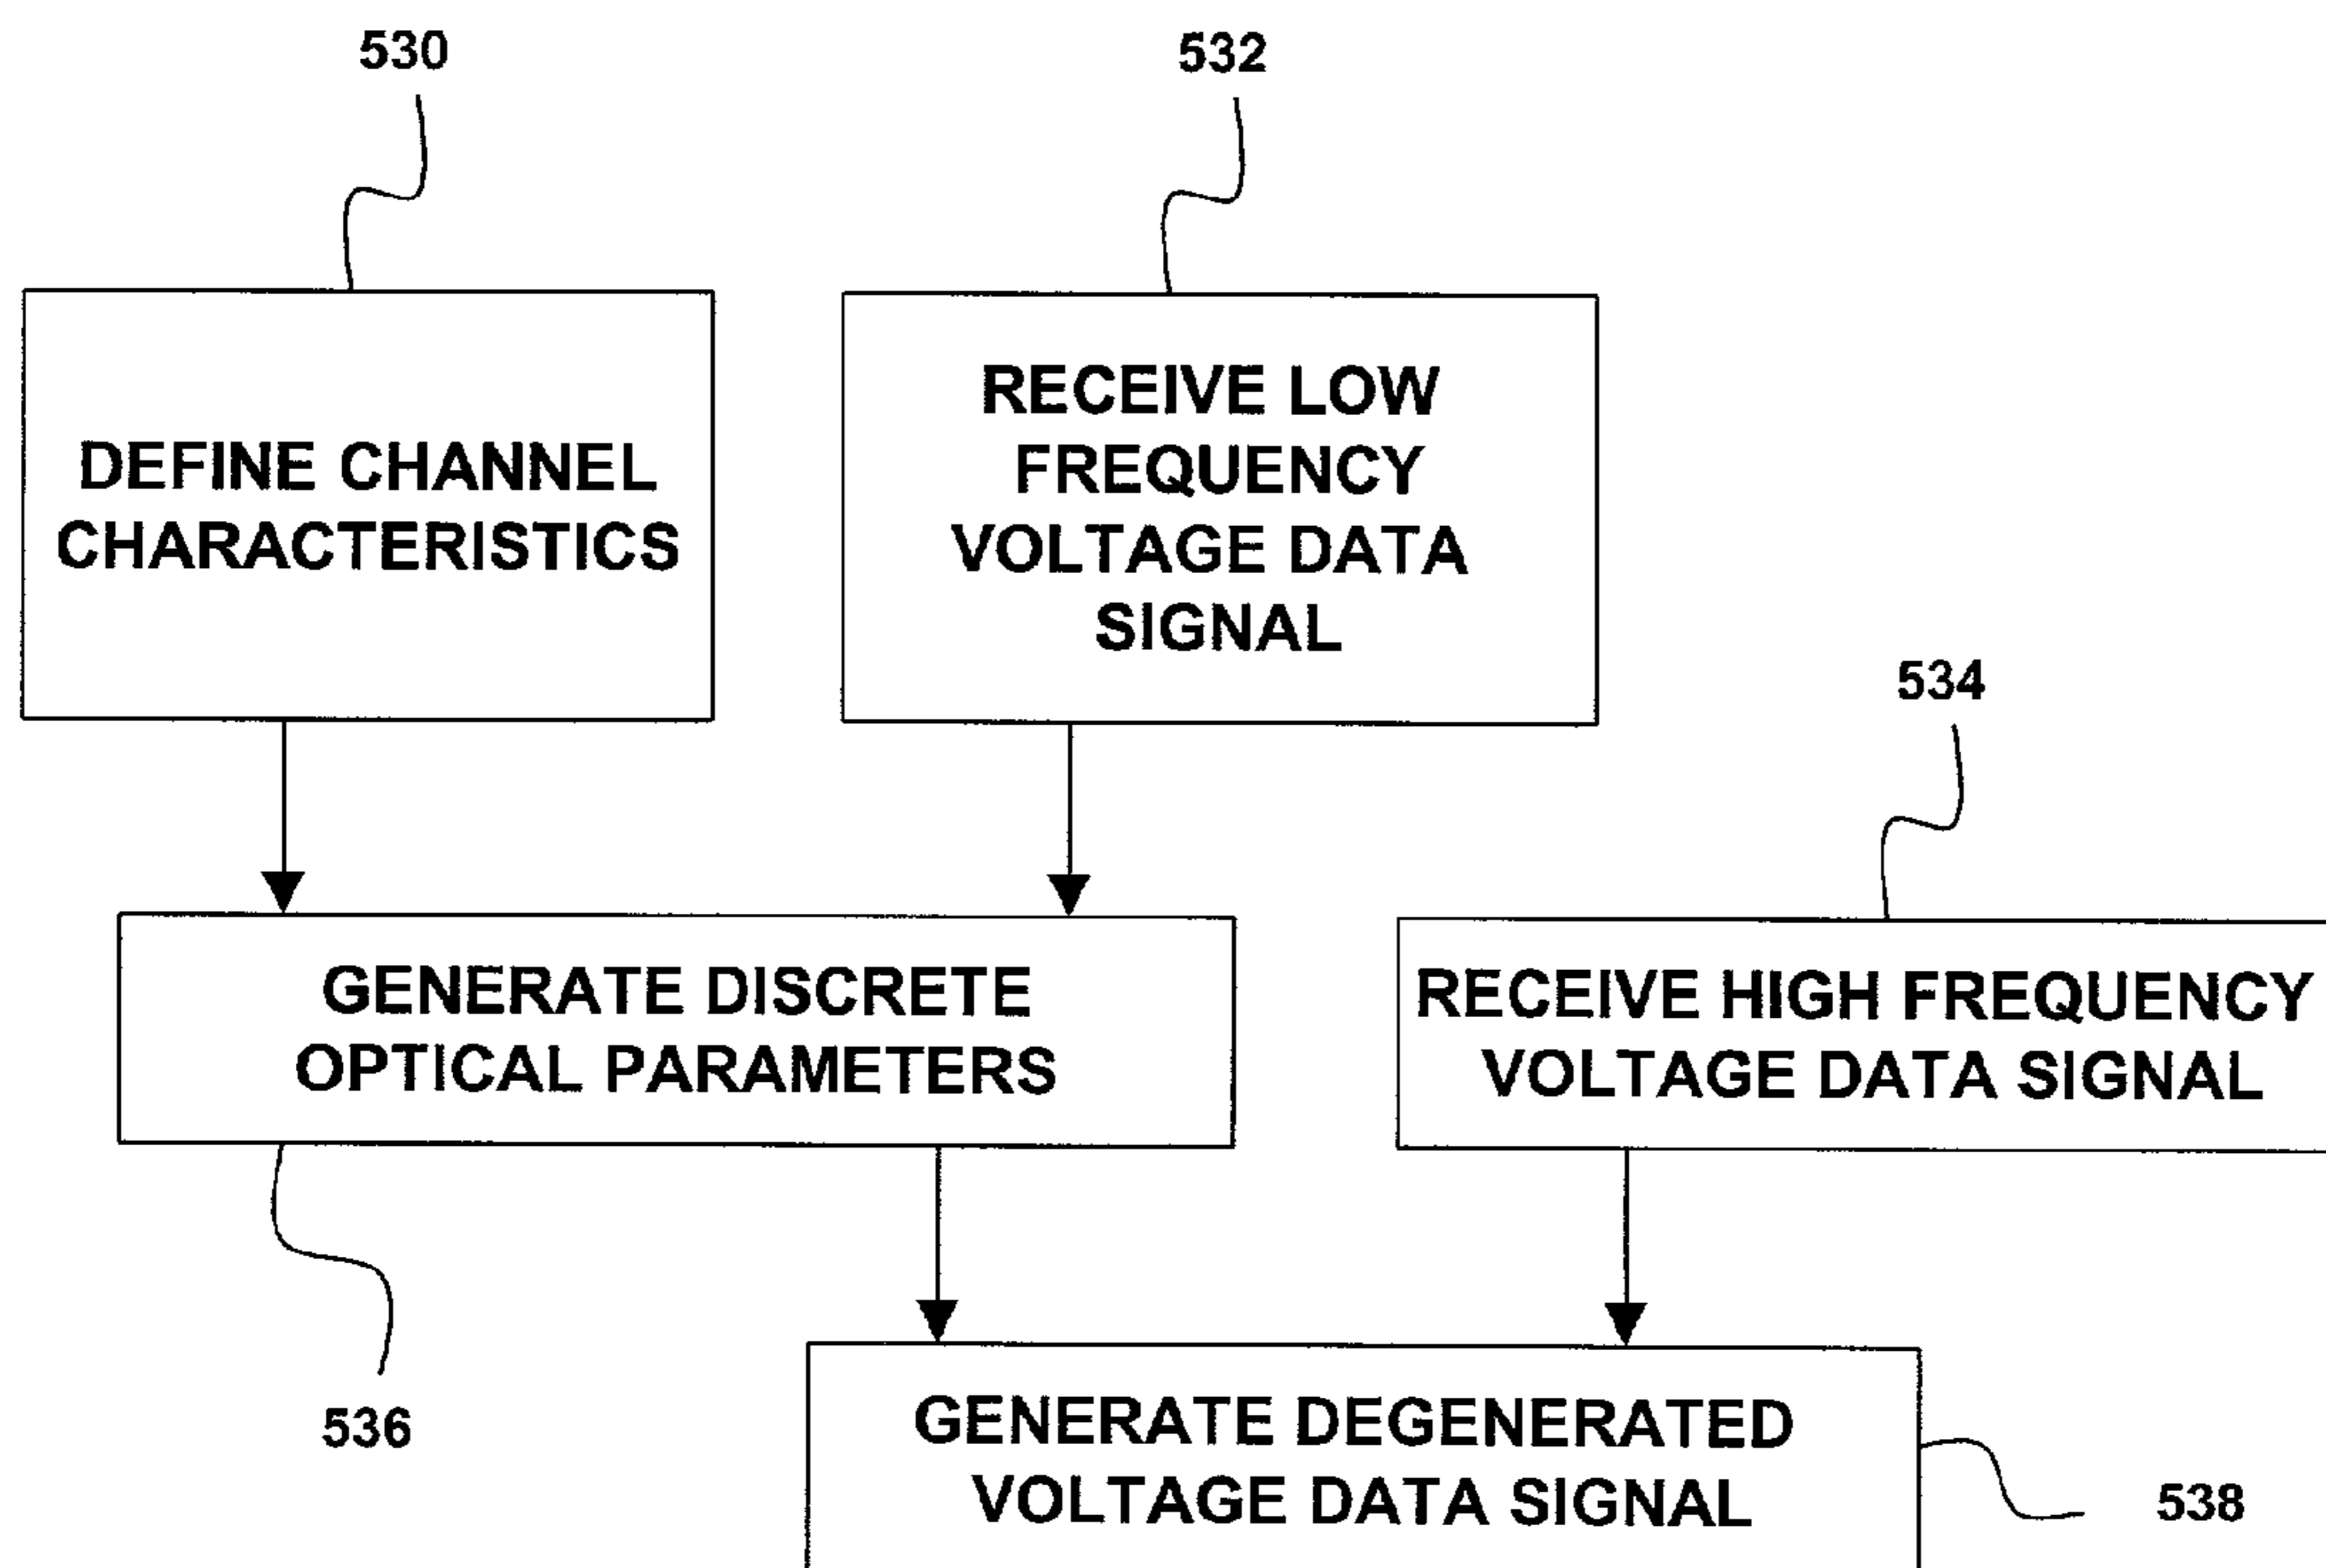 530
532
DEFINE CHANNEL
CHARACTERISTICS
RECEIVE LOW
FREQUENCY
VOLTAGE DATA
SIGNAL
534
GENERATE DISCRETE
OPTICAL PARAMETERS
RECEIVE HIGH FREQUENCY
VOLTAGE DATA SIGNAL
536
GENERATE DEGENERATED
VOLTAGE DATA SIGNAL
538